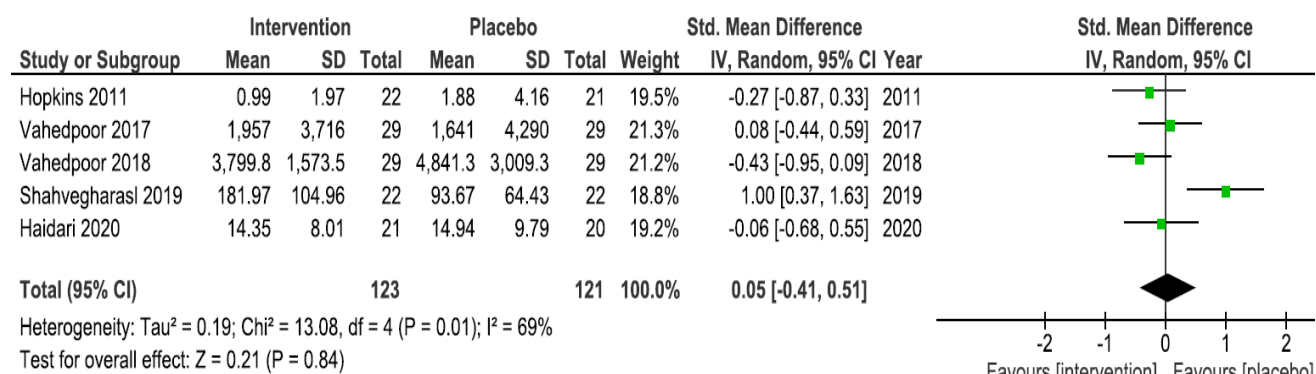 Intervention Placebo Std. Mean Difference Std. Mean Difference
Study or Subgroup Mean SD Total Mean SD Total Weight IV, Random, 95% CI Year IV, Random, 95% CI
Hopkins 2011 0.99 1.97 22 1.88 4.16 21 19.5% -0.27 [-0.87, 0.33] 2011
Vahedpoor 2017 1,957 3,716 29 1,641 4,290 29 21.3% 0.08 [-0.44, 0.59] 2017
Vahedpoor 2018 3,799.8 1,573.5 29 4,841.3 3,009.3 29 21.2% -0.43 [-0.95, 0.09] 2018
Shahvegharasl 2019 181.97 104.96 22 93.67 64.43 22 18.8% 1.00 [0.37, 1.63] 2019
Haidari 2020 14.35 8.01 21 14.94 9.79 20 19.2% -0.06 [-0.68, 0.55] 2020
Total (95% CI) 123 121 100.0% 0.05 [-0.41, 0.51]
Heterogeneity: Tau² = 0.19; Chi² = 13.08, df = 4 (P = 0.01); I² = 69%
Test for overall effect: Z = 0.21 (P = 0.84)
-2 -1 0 1 2
Favours [intervention] Favours [placebo]